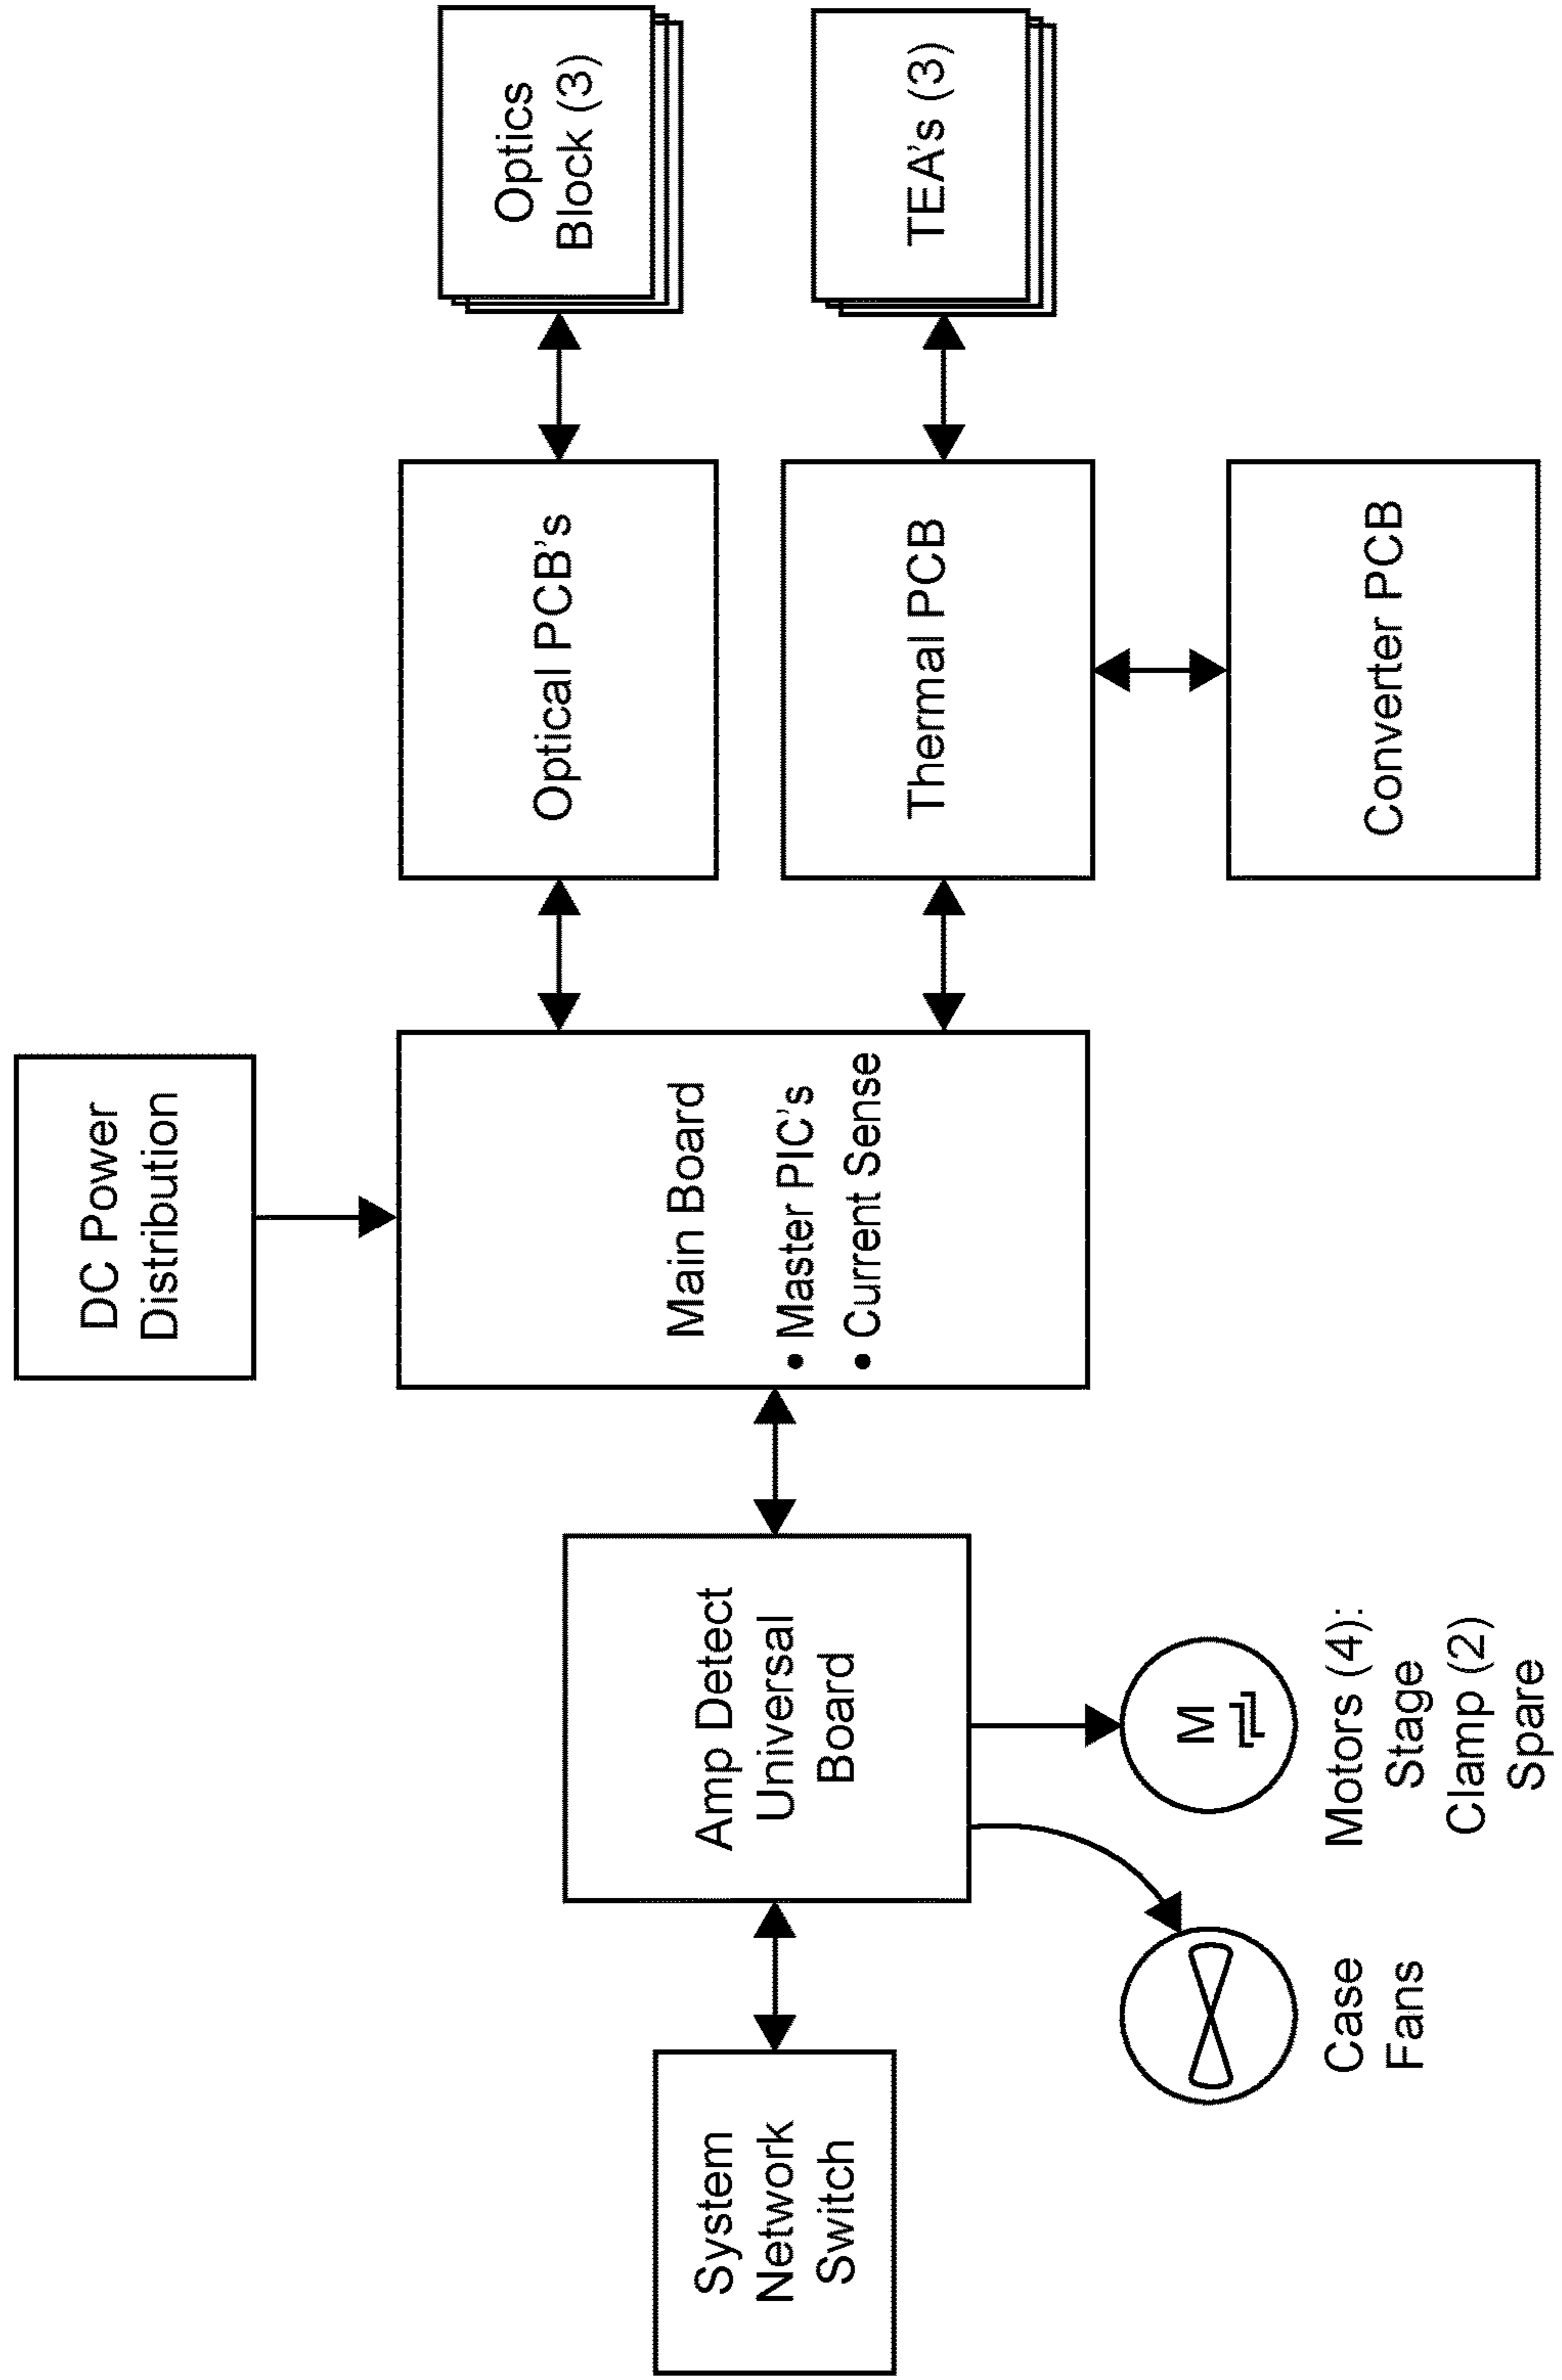 DC Power
Distribution
System
Network
Switch
Amp Detect
Universal
Board
Main Board
• Master PIC's
• Current Sense
Optical PCB's
Optics
Block (3)
Thermal PCB
TEA's (3)
Converter PCB
Case
Fans
M
Motors (4):
Stage
Clamp (2)
Spare